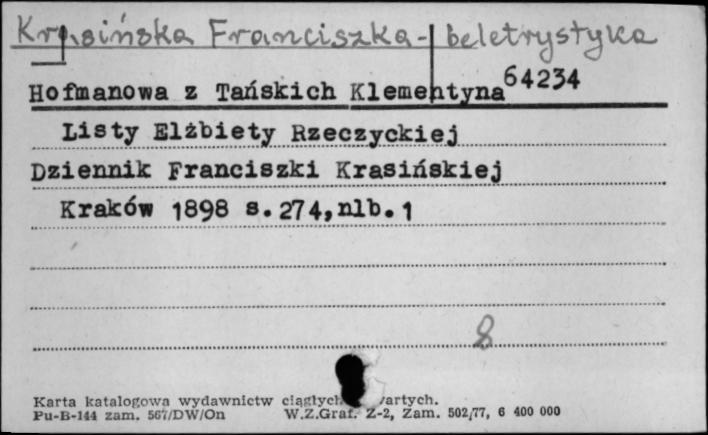 Krasińska Franciszka - beletrystyka
Hofmanowa z Tańskich Klementyna 64234
Listy Elżbiety Rzeczyckiej
Dziennik Franciszki Krasińskiej
Kraków 1898 s.274,nlb.1
8
Karta katalogowa wydawnictw ciągłych
Pu-B-144 zam. 567/DW/On W.Z.Graf. Z-2, Zam. 502/77, 6 400 000